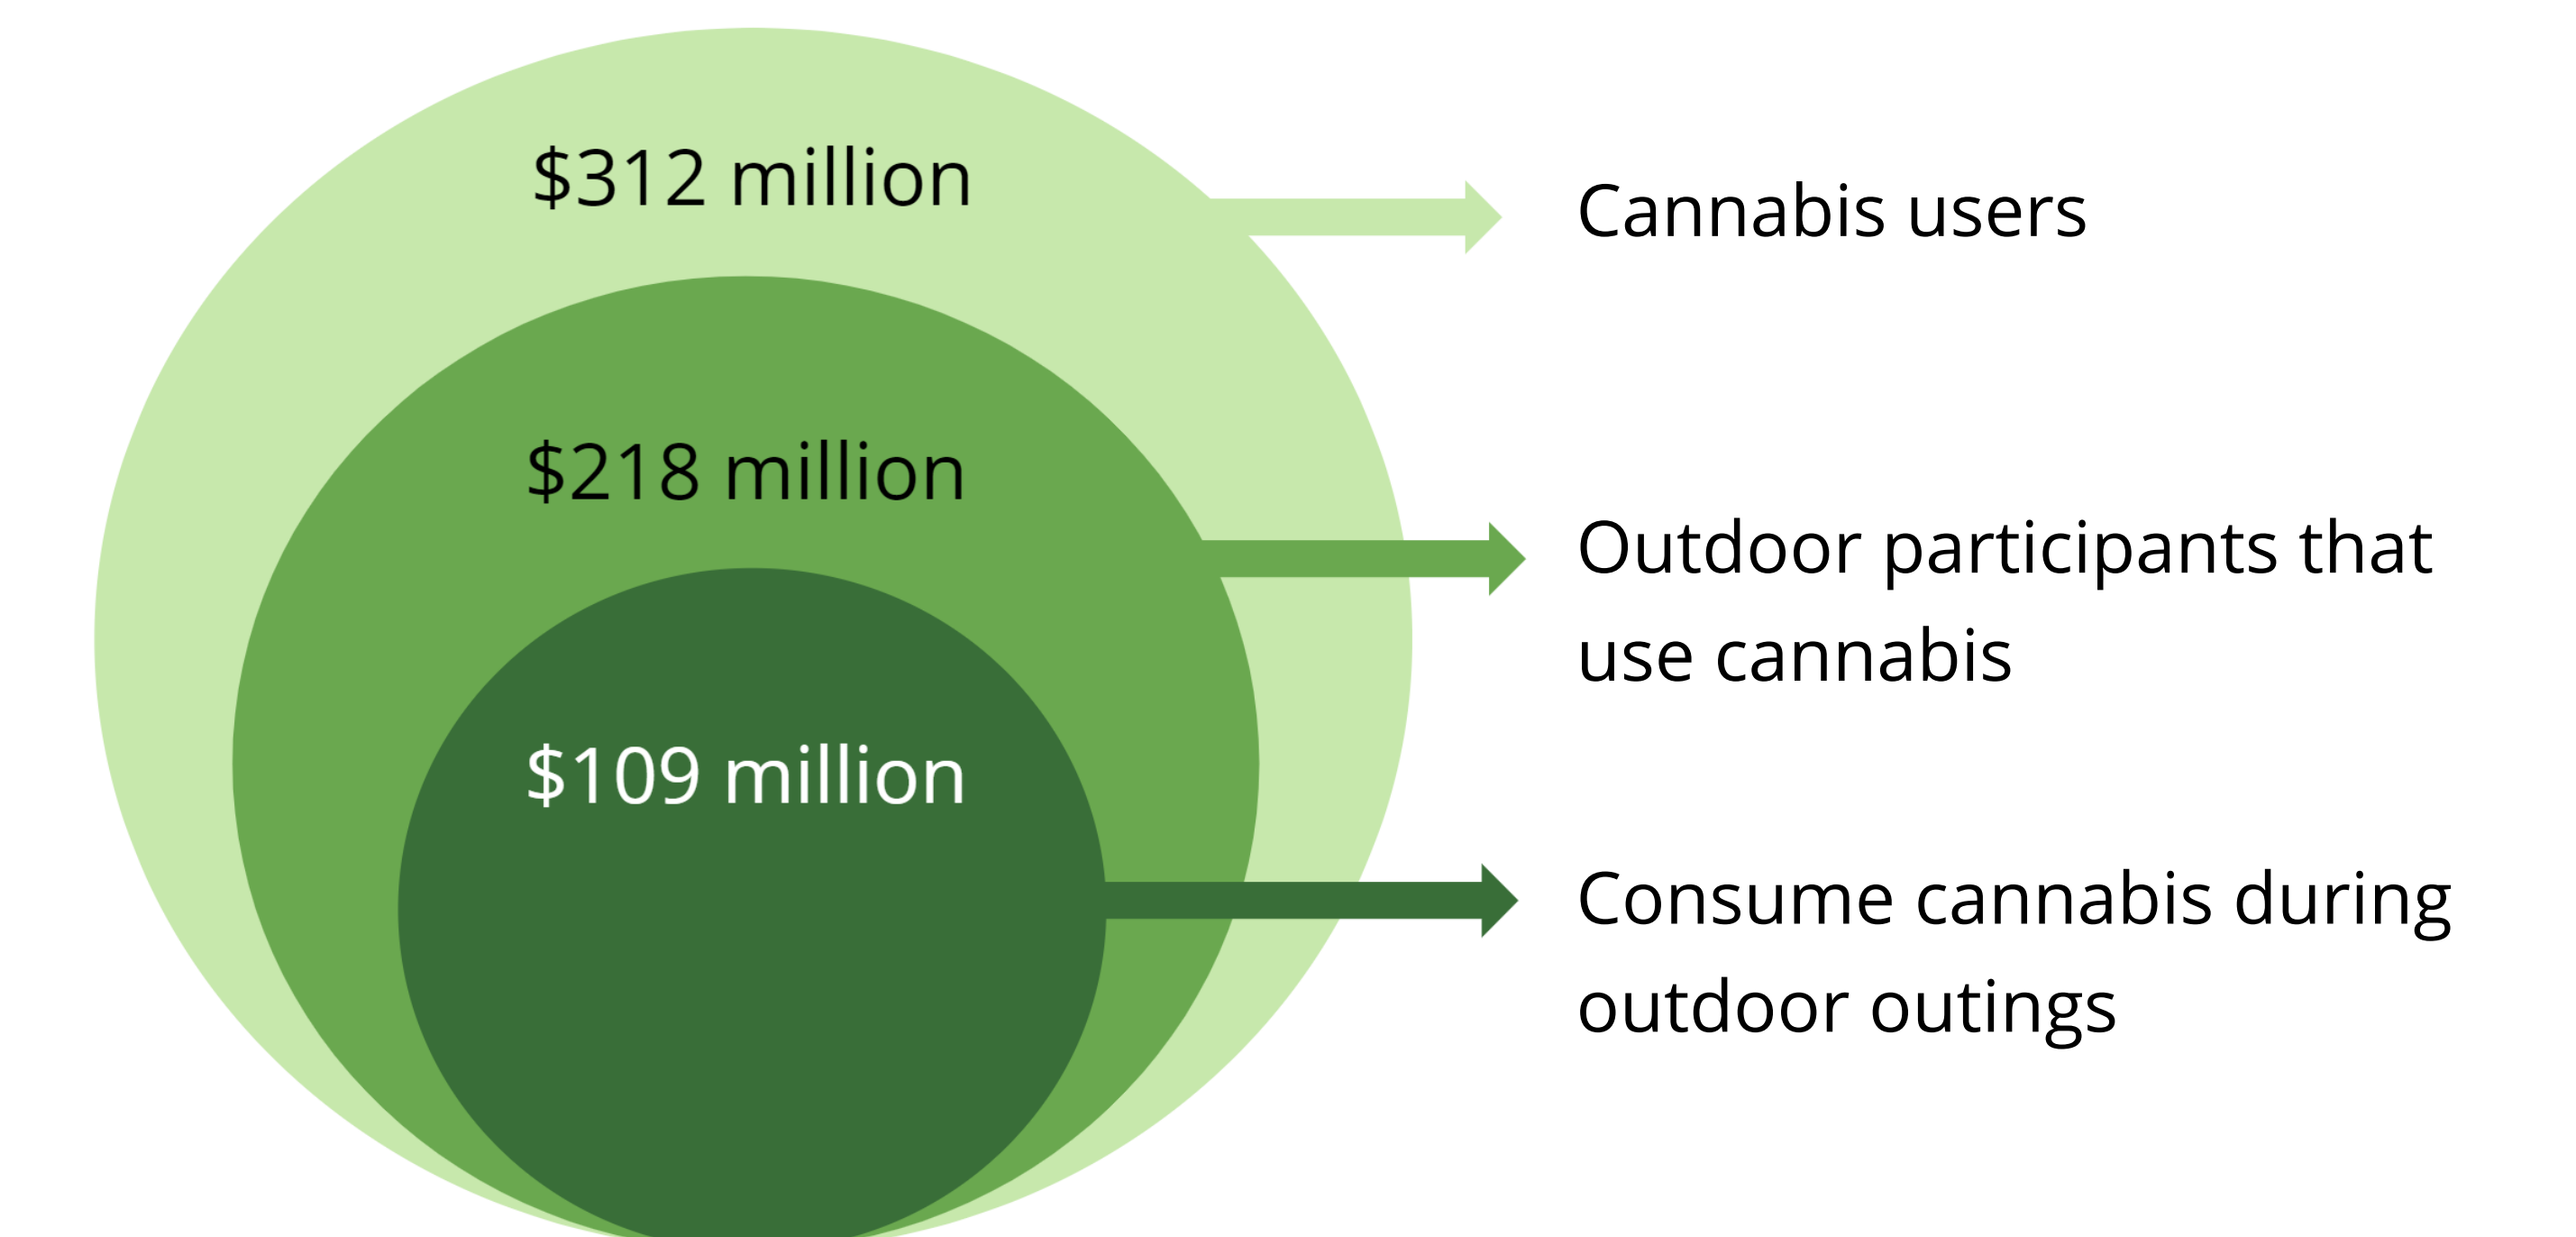 $312 million
Cannabis users
$218 million
Outdoor participants that
use cannabis
$109 million
Consume cannabis during
outdoor outings